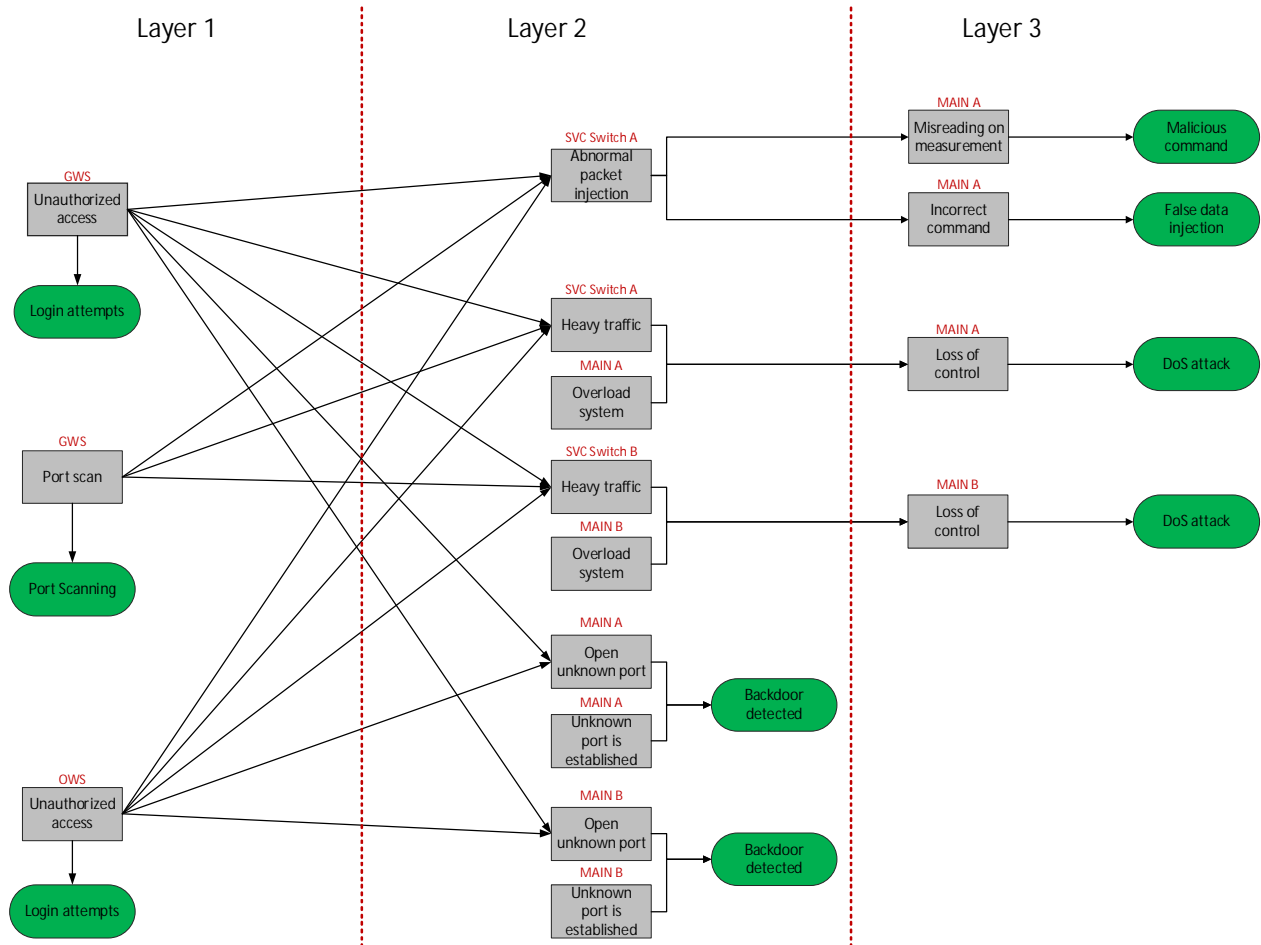 Layer 1
Layer 2
Layer 3
GWS
Unauthorized
access
Login attempts
GWS
Port scan
Port Scanning
OWS
Unauthorized
access
Login attempts
SVC Switch A
Abnormal
packet
injection
SVC Switch A
Heavy traffic
MAIN A
Overload
system
SVC Switch B
Heavy traffic
MAIN B
Overload
system
MAIN A
Open
unknown port
MAIN A
Unknown
port is
established
Backdoor
detected
MAIN B
Open
unknown port
MAIN B
Unknown
port is
established
Backdoor
detected
MAIN A
Misreading on
measurement
Malicious
command
MAIN A
Incorrect
command
False data
injection
MAIN A
Loss of
control
DoS attack
MAIN B
Loss of
control
DoS attack